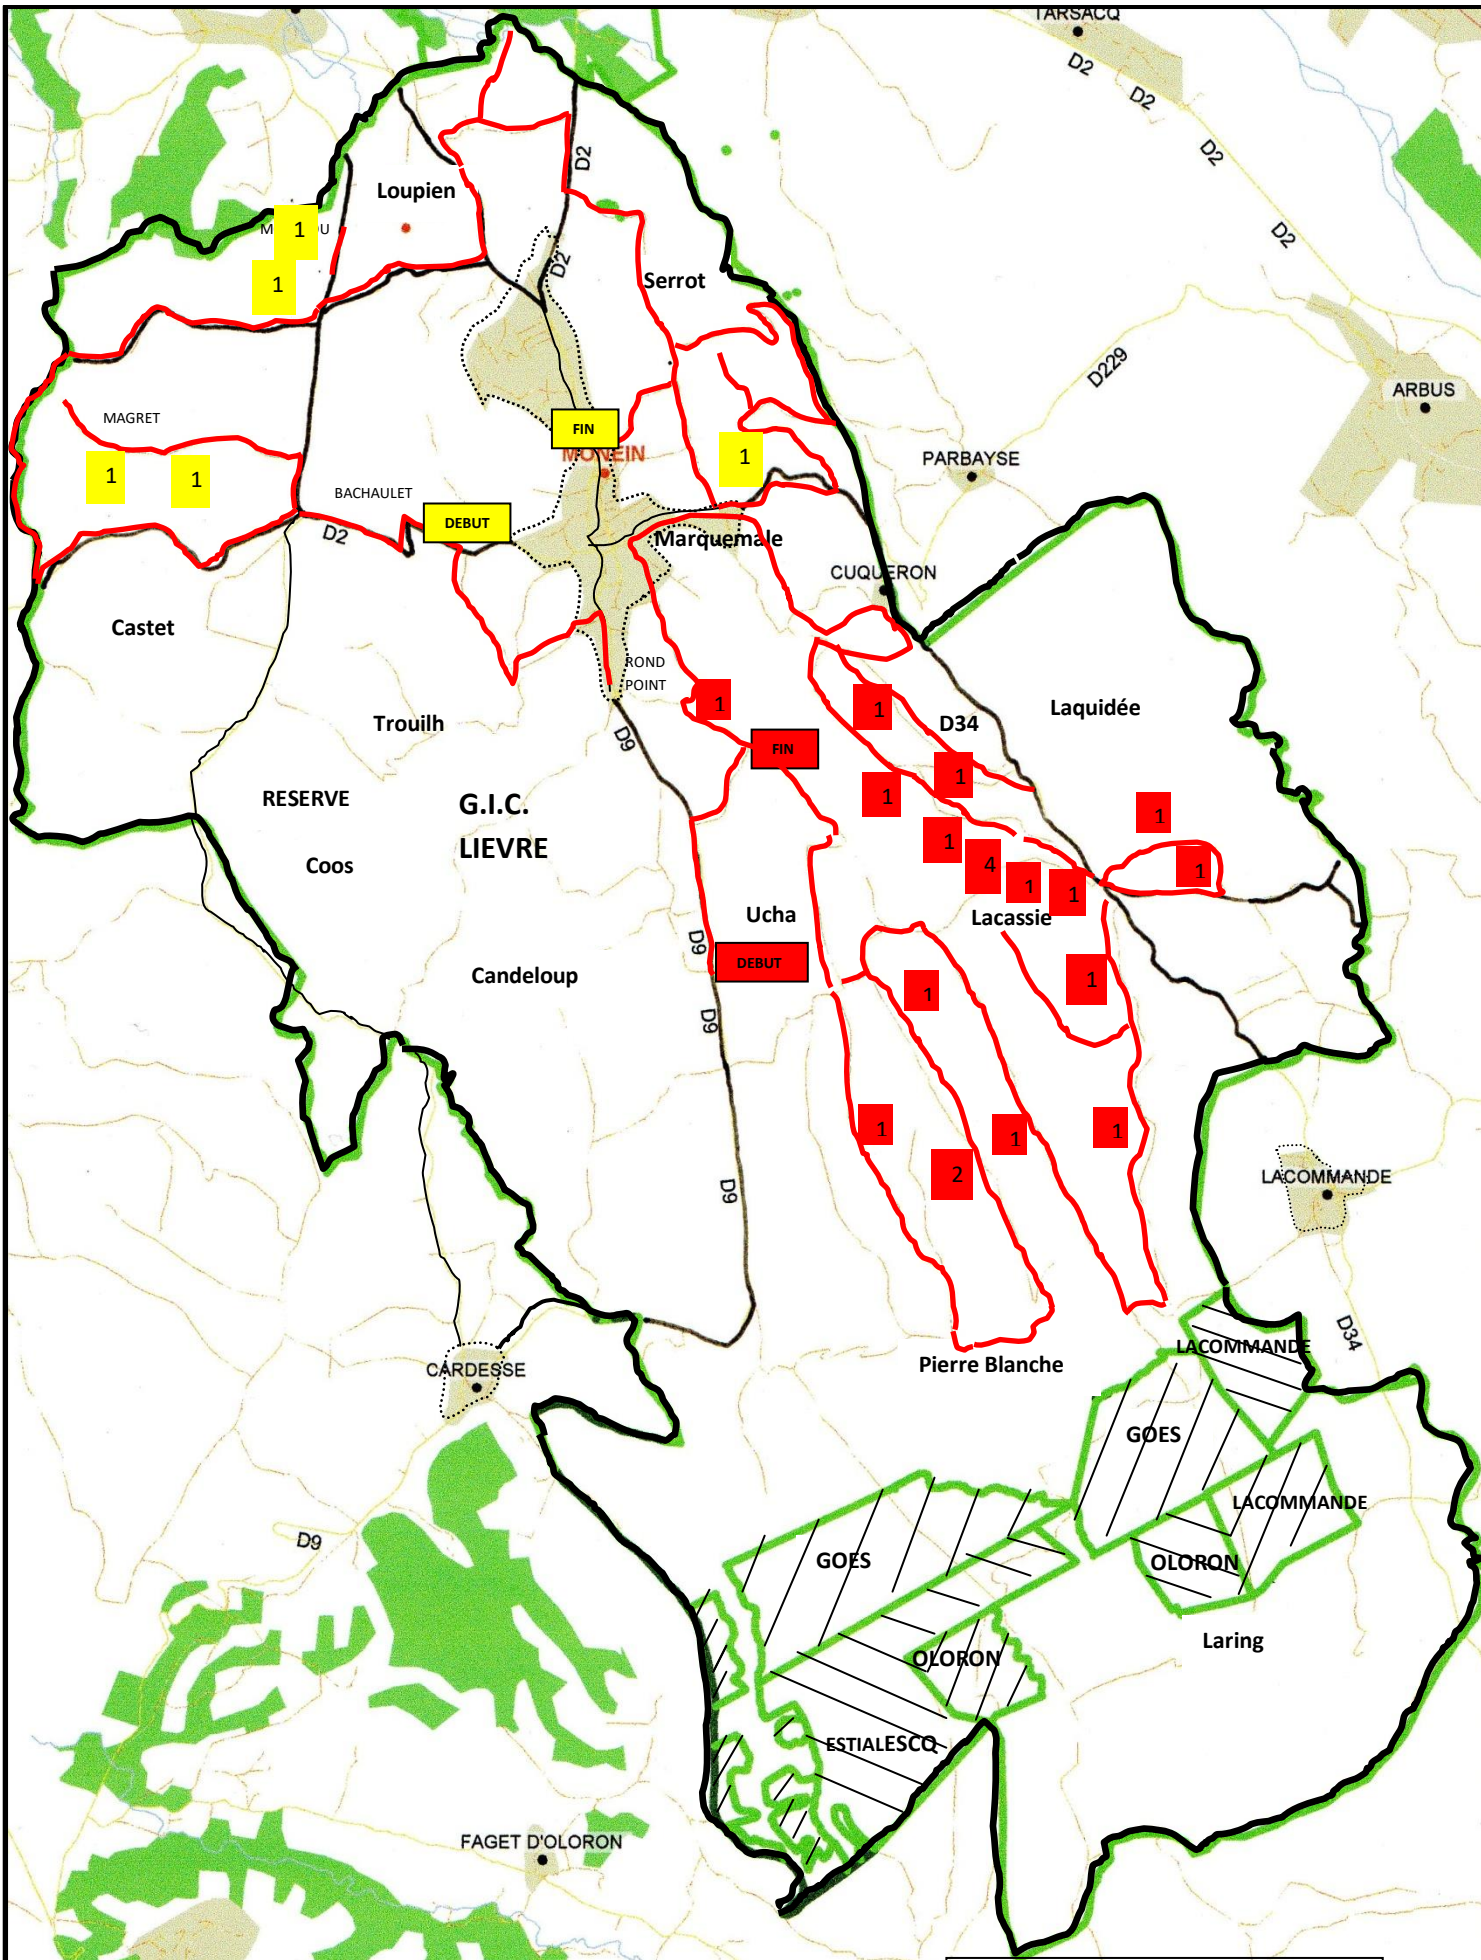 TARSACQ
D2
D2
D2
D2
D2
Loupien
1
1
D2
Serrot
D229
ARBUS
MAGRET
FIN
MONEIN
1
1
1
PARBAYSE
BACHAULET
DEBUT
D2
Marquemale
CUQUERON
Castet
ROND
POINT
1
1
Laquidée
Trouilh
D34
D9
FIN
RESERVE
G.I.C.
LIEVRE
1
1
1
1
4
1
1
1
Coos
Ucha
Lacassie
D9
DEBUT
Candeloup
1
1
D9
1
1
1
2
LACOMMANDE
D9
D34
LACOMMANDE
CARDESSE
Pierre Blanche
GOES
LACOMMANDE
D9
GOES
OLORON
Laring
OLORON
ESTIALESCQ
FAGET D'OLORON